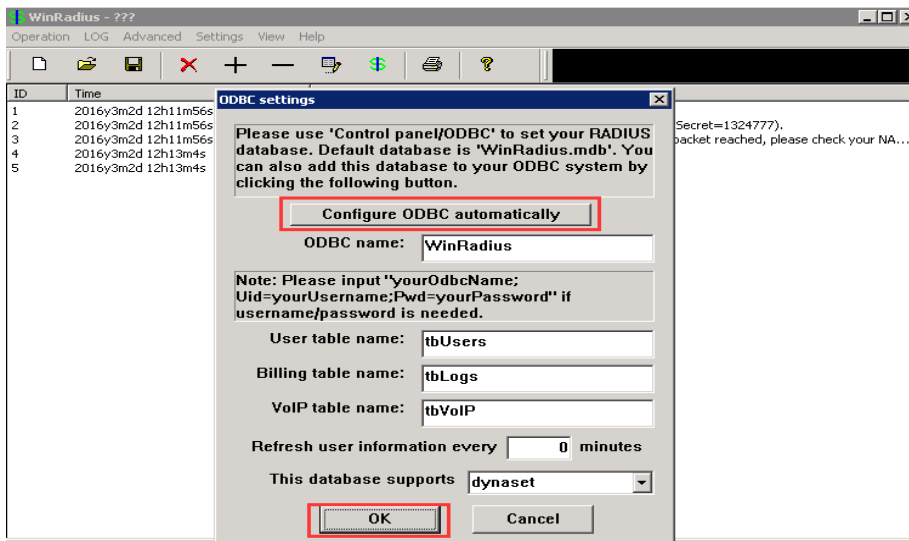 WinRadius - ???
Operation LOG Advanced Settings View Help
ID Time
1 2016y3m2d 12h11m56s
2 2016y3m2d 12h11m56s Secret=1324777).
3 2016y3m2d 12h11m56s packet reached, please check your NA...
4 2016y3m2d 12h13m4s
5 2016y3m2d 12h13m4s
ODBC settings
Please use 'Control panel/ODBC' to set your RADIUS
database. Default database is 'WinRadius.mdb'. You
can also add this database to your ODBC system by
clicking the following button.
Configure ODBC automatically
ODBC name: WinRadius
Note: Please input "yourOdbcName;
Uid=yourUsername;Pwd=yourPassword" if
username/password is needed.
User table name: tbUsers
Billing table name: tbLogs
VoIP table name: tbVoIP
Refresh user information every 0 minutes
This database supports dynaset
OK Cancel